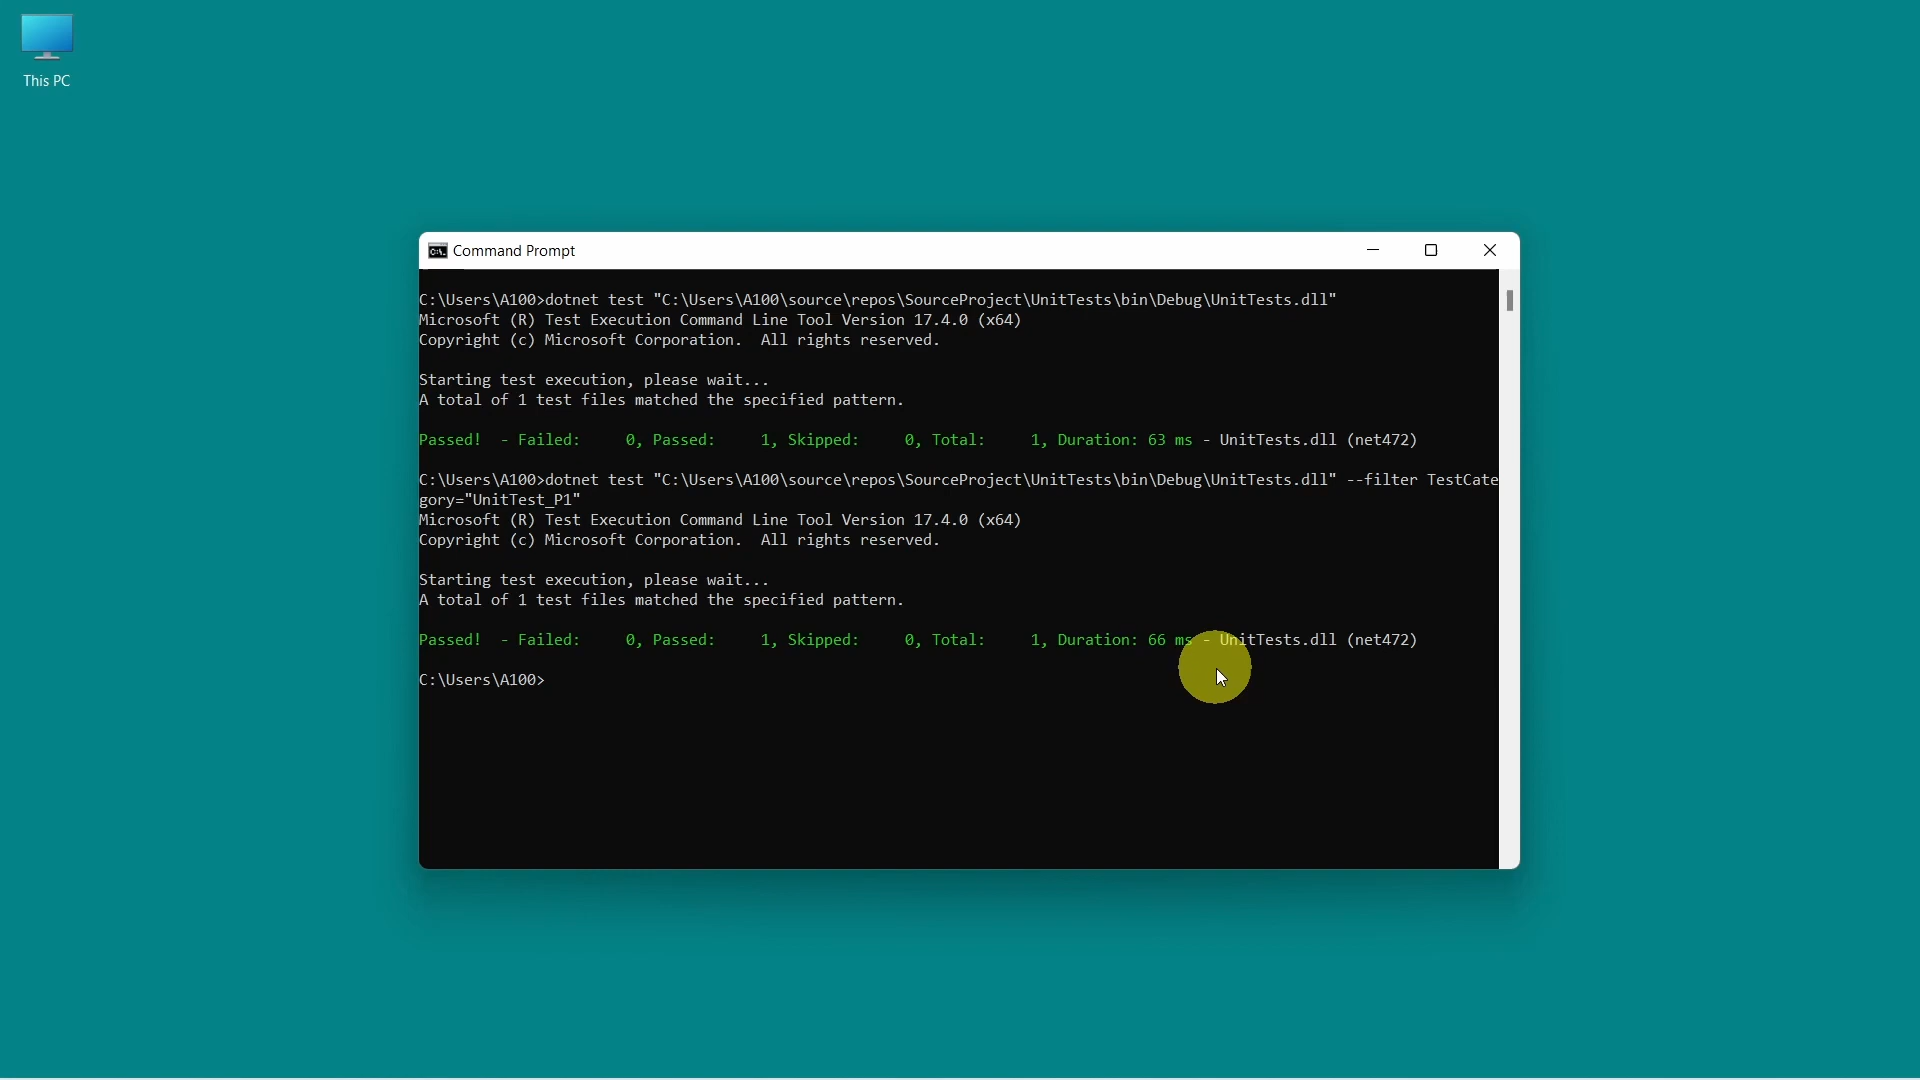 This PC
Command Prompt
C:\Users\A100>dotnet test "C:\Users\A100\source\repos\SourceProject\UnitTests\bin\Debug\UnitTests.dll"
Microsoft (R) Test Execution Command Line Tool Version 17.4.0 (x64)
Copyright (c) Microsoft Corporation.  All rights reserved.
Starting test execution, please wait...
A total of 1 test files matched the specified pattern.
Passed!  - Failed:     0, Passed:     1, Skipped:     0, Total:     1, Duration: 63 ms - UnitTests.dll (net472)
C:\Users\A100>dotnet test "C:\Users\A100\source\repos\SourceProject\UnitTests\bin\Debug\UnitTests.dll" --filter TestCate
gory="UnitTest_P1"
Microsoft (R) Test Execution Command Line Tool Version 17.4.0 (x64)
Copyright (c) Microsoft Corporation.  All rights reserved.
Starting test execution, please wait...
A total of 1 test files matched the specified pattern.
Passed!  - Failed:     0, Passed:     1, Skipped:     0, Total:     1, Duration: 66 ms - UnitTests.dll (net472)
C:\Users\A100>